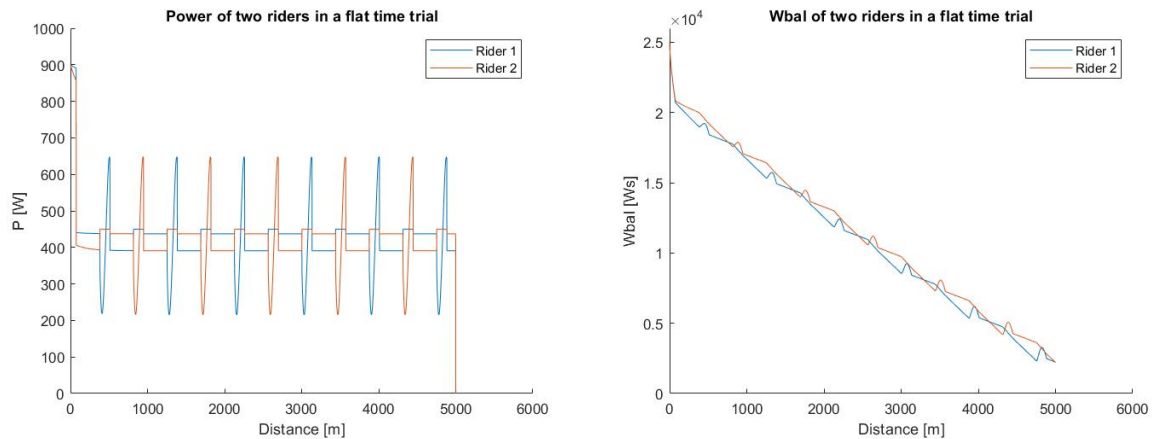 Power of two riders in a flat time trial
1000
900
800
700
600
500
400
300
200
100
0
P [W]
0 1000 2000 3000 4000 5000 6000
Distance [m]
Rider 1
Rider 2
Wbal of two riders in a flat time trial
×10⁴
2.5
2
1.5
1
0.5
0
Wbal [Ws]
0 1000 2000 3000 4000 5000 6000
Distance [m]
Rider 1
Rider 2